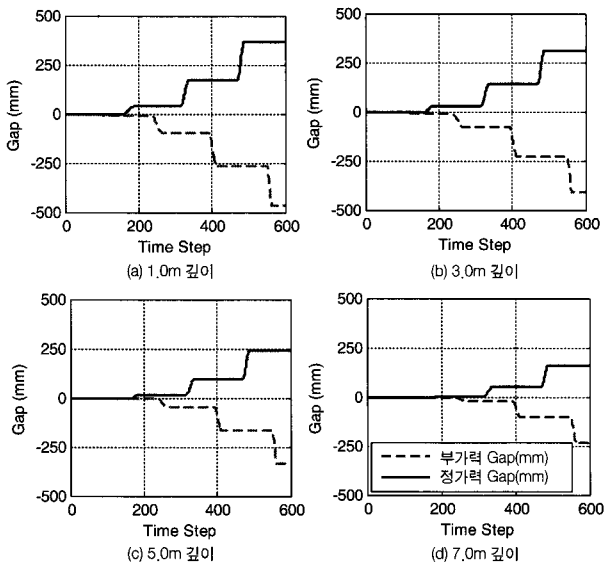 500
250
0
-250
-500
Gap (mm)
0 200 400 600
Time Step
(a) 1.0m 깊이
500
250
0
-250
-500
Gap (mm)
0 200 400 600
Time Step
(b) 3.0m 깊이
500
250
0
-250
-500
Gap (mm)
0 200 400 600
Time Step
(c) 5.0m 깊이
500
250
0
-250
-500
Gap (mm)
부가력 Gap(mm)
정가력 Gap(mm)
0 200 400 600
Time Step
(d) 7.0m 깊이